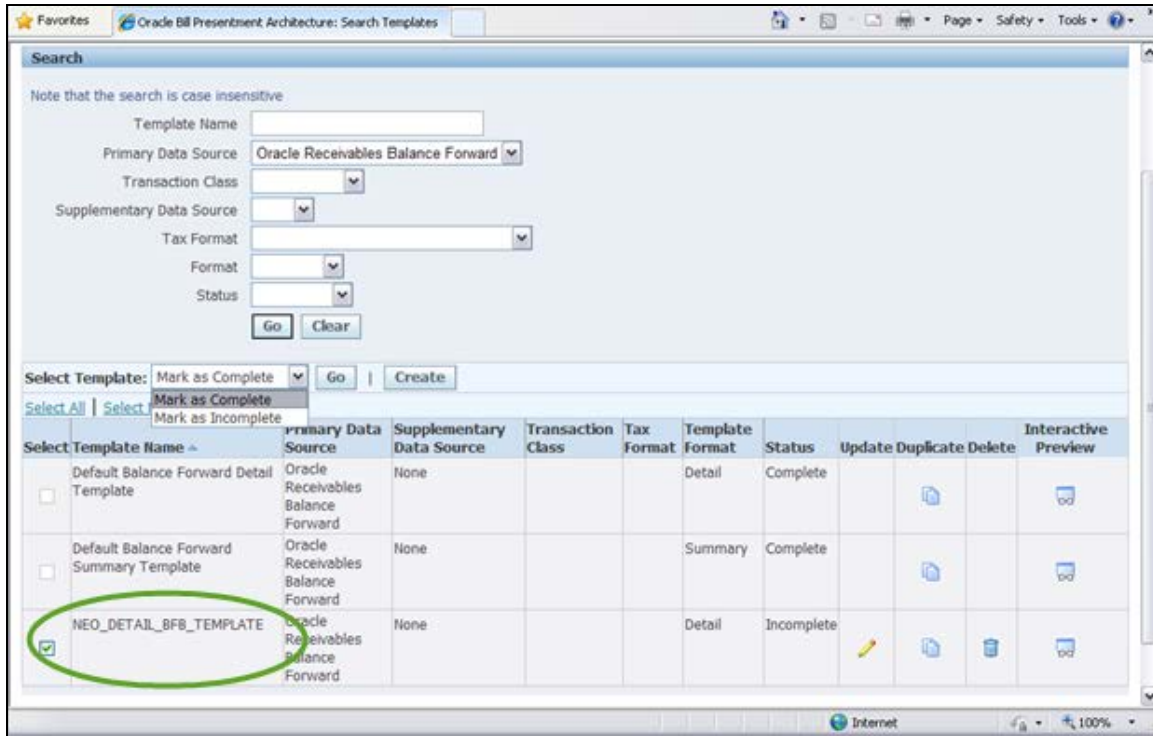 Favorites
Oracle Bill Presentment Architecture: Search Templates
Page
Safety
Tools
Search
Note that the search is case insensitive
Template Name
Primary Data Source Oracle Receivables Balance Forward
Transaction Class
Supplementary Data Source
Tax Format
Format
Status
Go Clear
Select Template: Mark as Complete Go | Create
Mark as Complete
Select All | Select
Mark as Incomplete
Select Template Name Primary Data Source Supplementary Data Source Transaction Class Tax Format Template Format Status Update Duplicate Delete Interactive Preview
Default Balance Forward Detail
Template
Oracle
Receivables
Balance
Forward
None
Detail
Complete
Default Balance Forward
Summary Template
Oracle
Receivables
Balance
Forward
None
Summary
Complete
NEO_DETAIL_BFB_TEMPLATE
Oracle
Receivables
Balance
Forward
None
Detail
Incomplete
Internet
100%